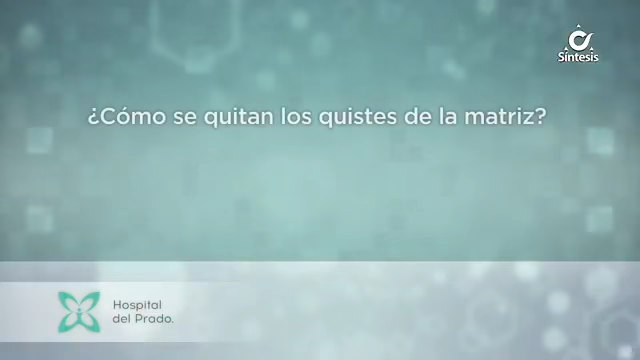 Síntesis
¿Cómo se quitan los quistes de la matriz?
Hospital
del Prado.